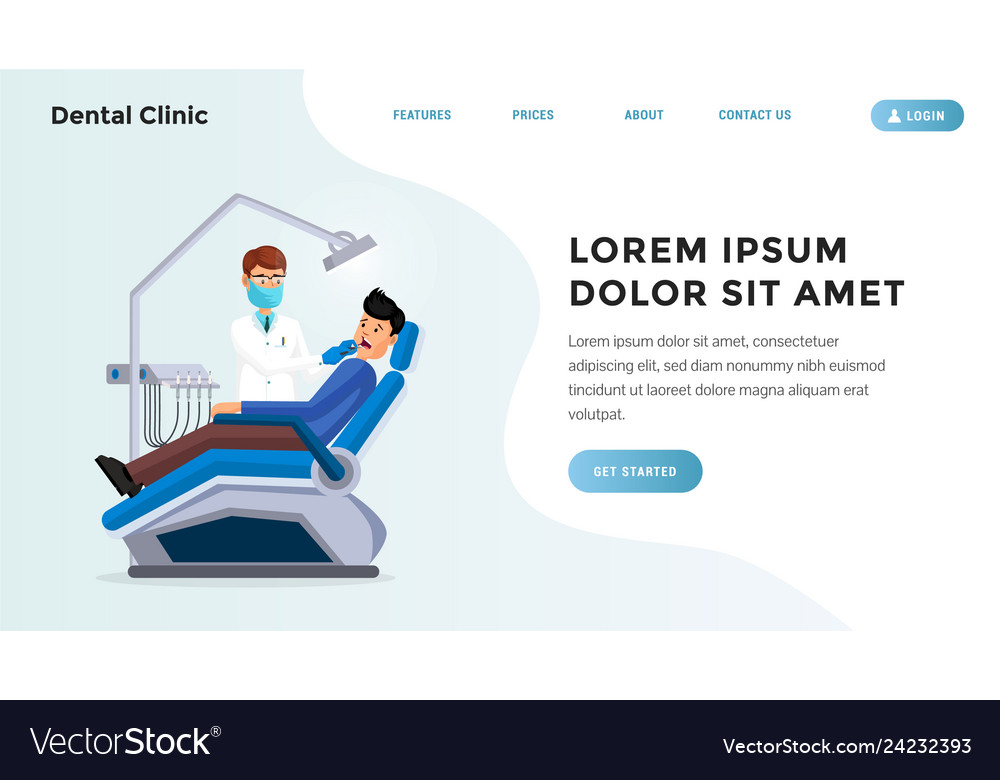 Dental Clinic
FEATURES
PRICES
ABOUT
CONTACT US
LOGIN
LOREM IPSUM
DOLOR SIT AMET
Lorem ipsum dolor sit amet, consectetuer
adipiscing elit, sed diam nonummy nibh euismod
tincidunt ut laoreet dolore magna aliquam erat
volutpat.
GET STARTED
VectorStock®
VectorStock.com/24232393